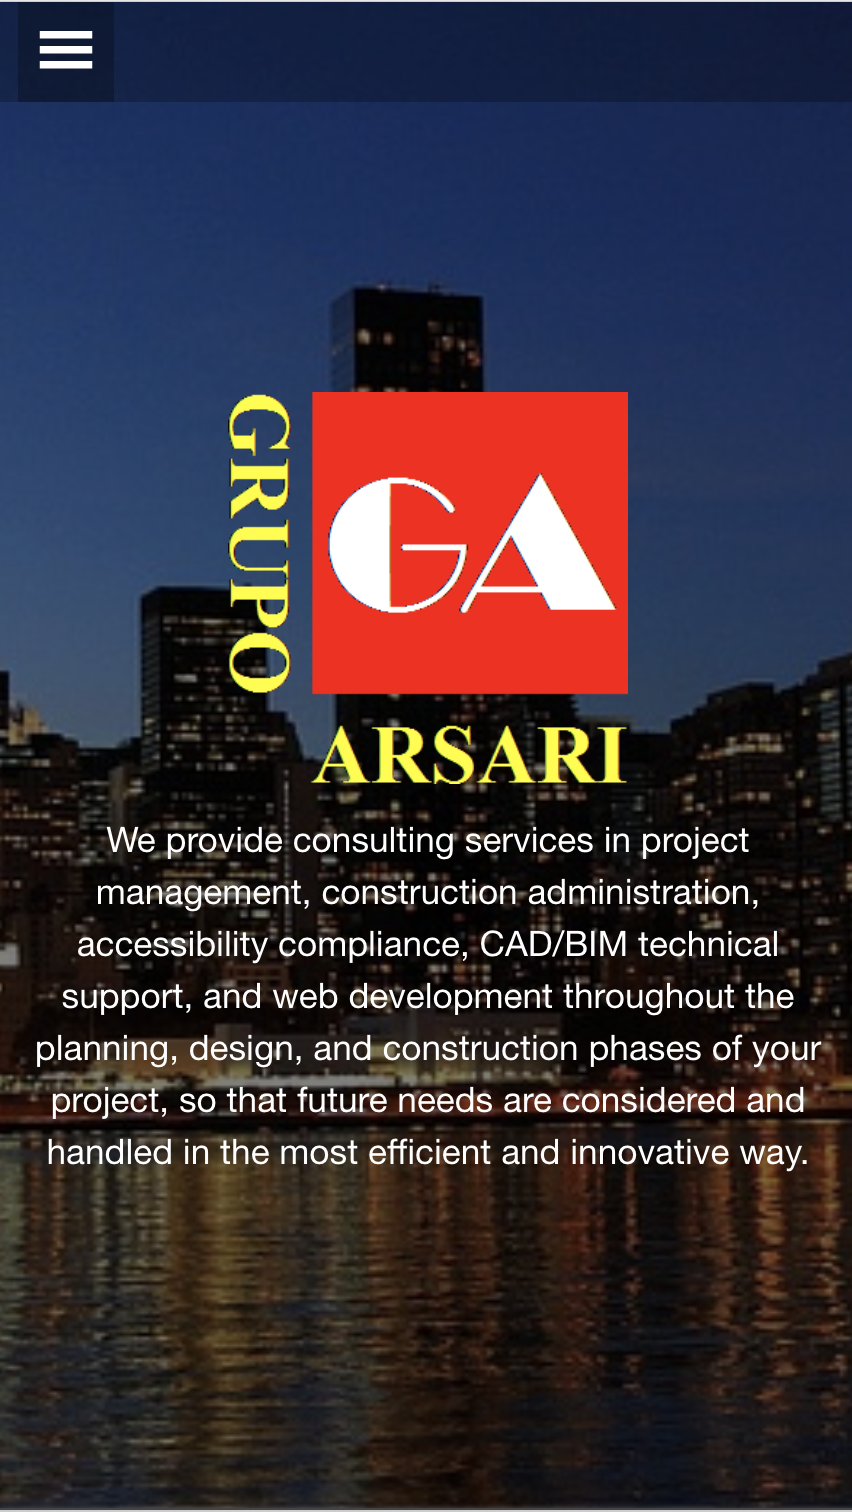 GRUPO
GA
ARSARI
We provide consulting services in project
management, construction administration,
accessibility compliance, CAD/BIM technical
support, and web development throughout the
planning, design, and construction phases of your
project, so that future needs are considered and
handled in the most efficient and innovative way.